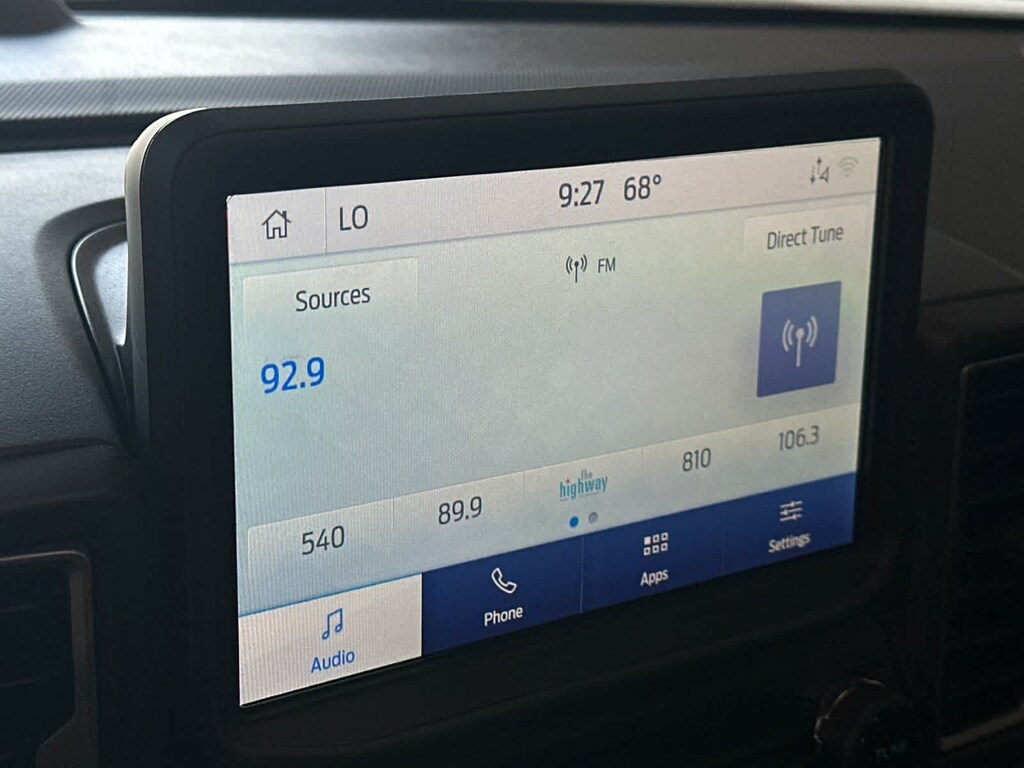 LO
9:27 68°
Direct Tune
FM
Sources
92.9
540
89.9
the
highway
810
106.3
Audio
Phone
Apps
Settings